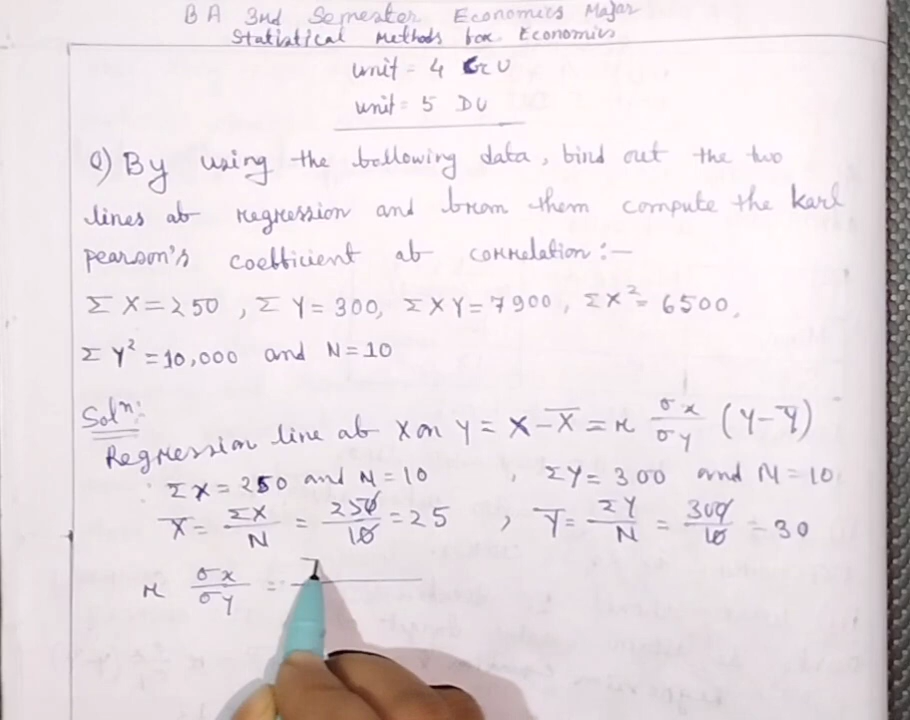 BA 3rd Semester Economics Major
Statistical Methods for Economics
unit = 4 GU
unit = 5 DU
Q) By using the following data, find out the two
lines of regression and from them compute the karl
pearson's coefficient of correlation :-
Σ X = 250 , Σ Y = 300, Σ X Y = 7900, Σ X² = 6500,
Σ Y² = 10,000 and N = 10
Solⁿ:
Regression line of X on Y = X - X̅ = r σx/σy (Y - Y̅)
Σ X = 250 and N = 10 , Σ Y = 300 and N = 10
X̅ = ΣX/N = 250/10 = 25 , Y̅ = ΣY/N = 300/10 = 30
r σx/σy =